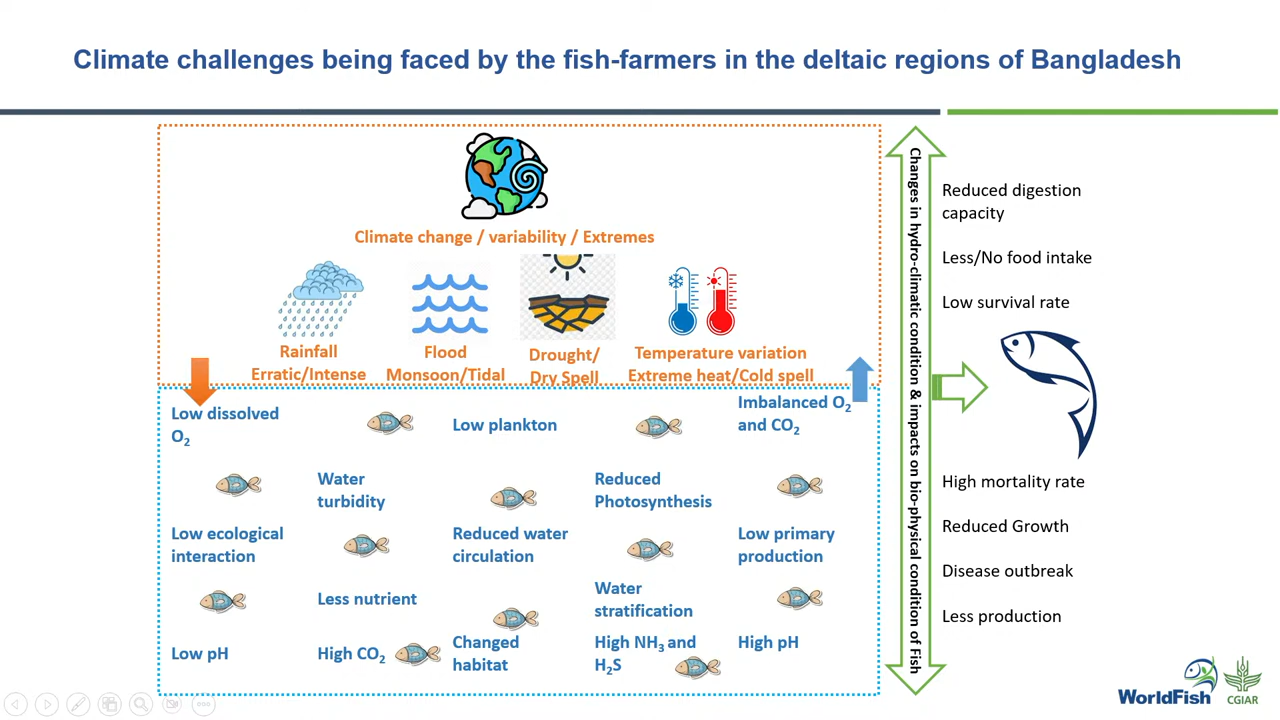 Climate challenges being faced by the fish-farmers in the deltaic regions of Bangladesh
Climate change / variability / Extremes
Rainfall
Erratic/Intense
Flood
Monsoon/Tidal
Drought/
Dry Spell
Temperature variation
Extreme heat/Cold spell
Low dissolved
O₂
Low plankton
Imbalanced O₂
and CO₂
Water
turbidity
Reduced
Photosynthesis
Low ecological
interaction
Reduced water
circulation
Low primary
production
Less nutrient
Water
stratification
Low pH
High CO₂
Changed
habitat
High NH₃ and
H₂S
High pH
Changes in hydro-climatic condition & impacts on bio-physical condition of Fish
Reduced digestion
capacity
Less/No food intake
Low survival rate
High mortality rate
Reduced Growth
Disease outbreak
Less production
WorldFish
CGIAR